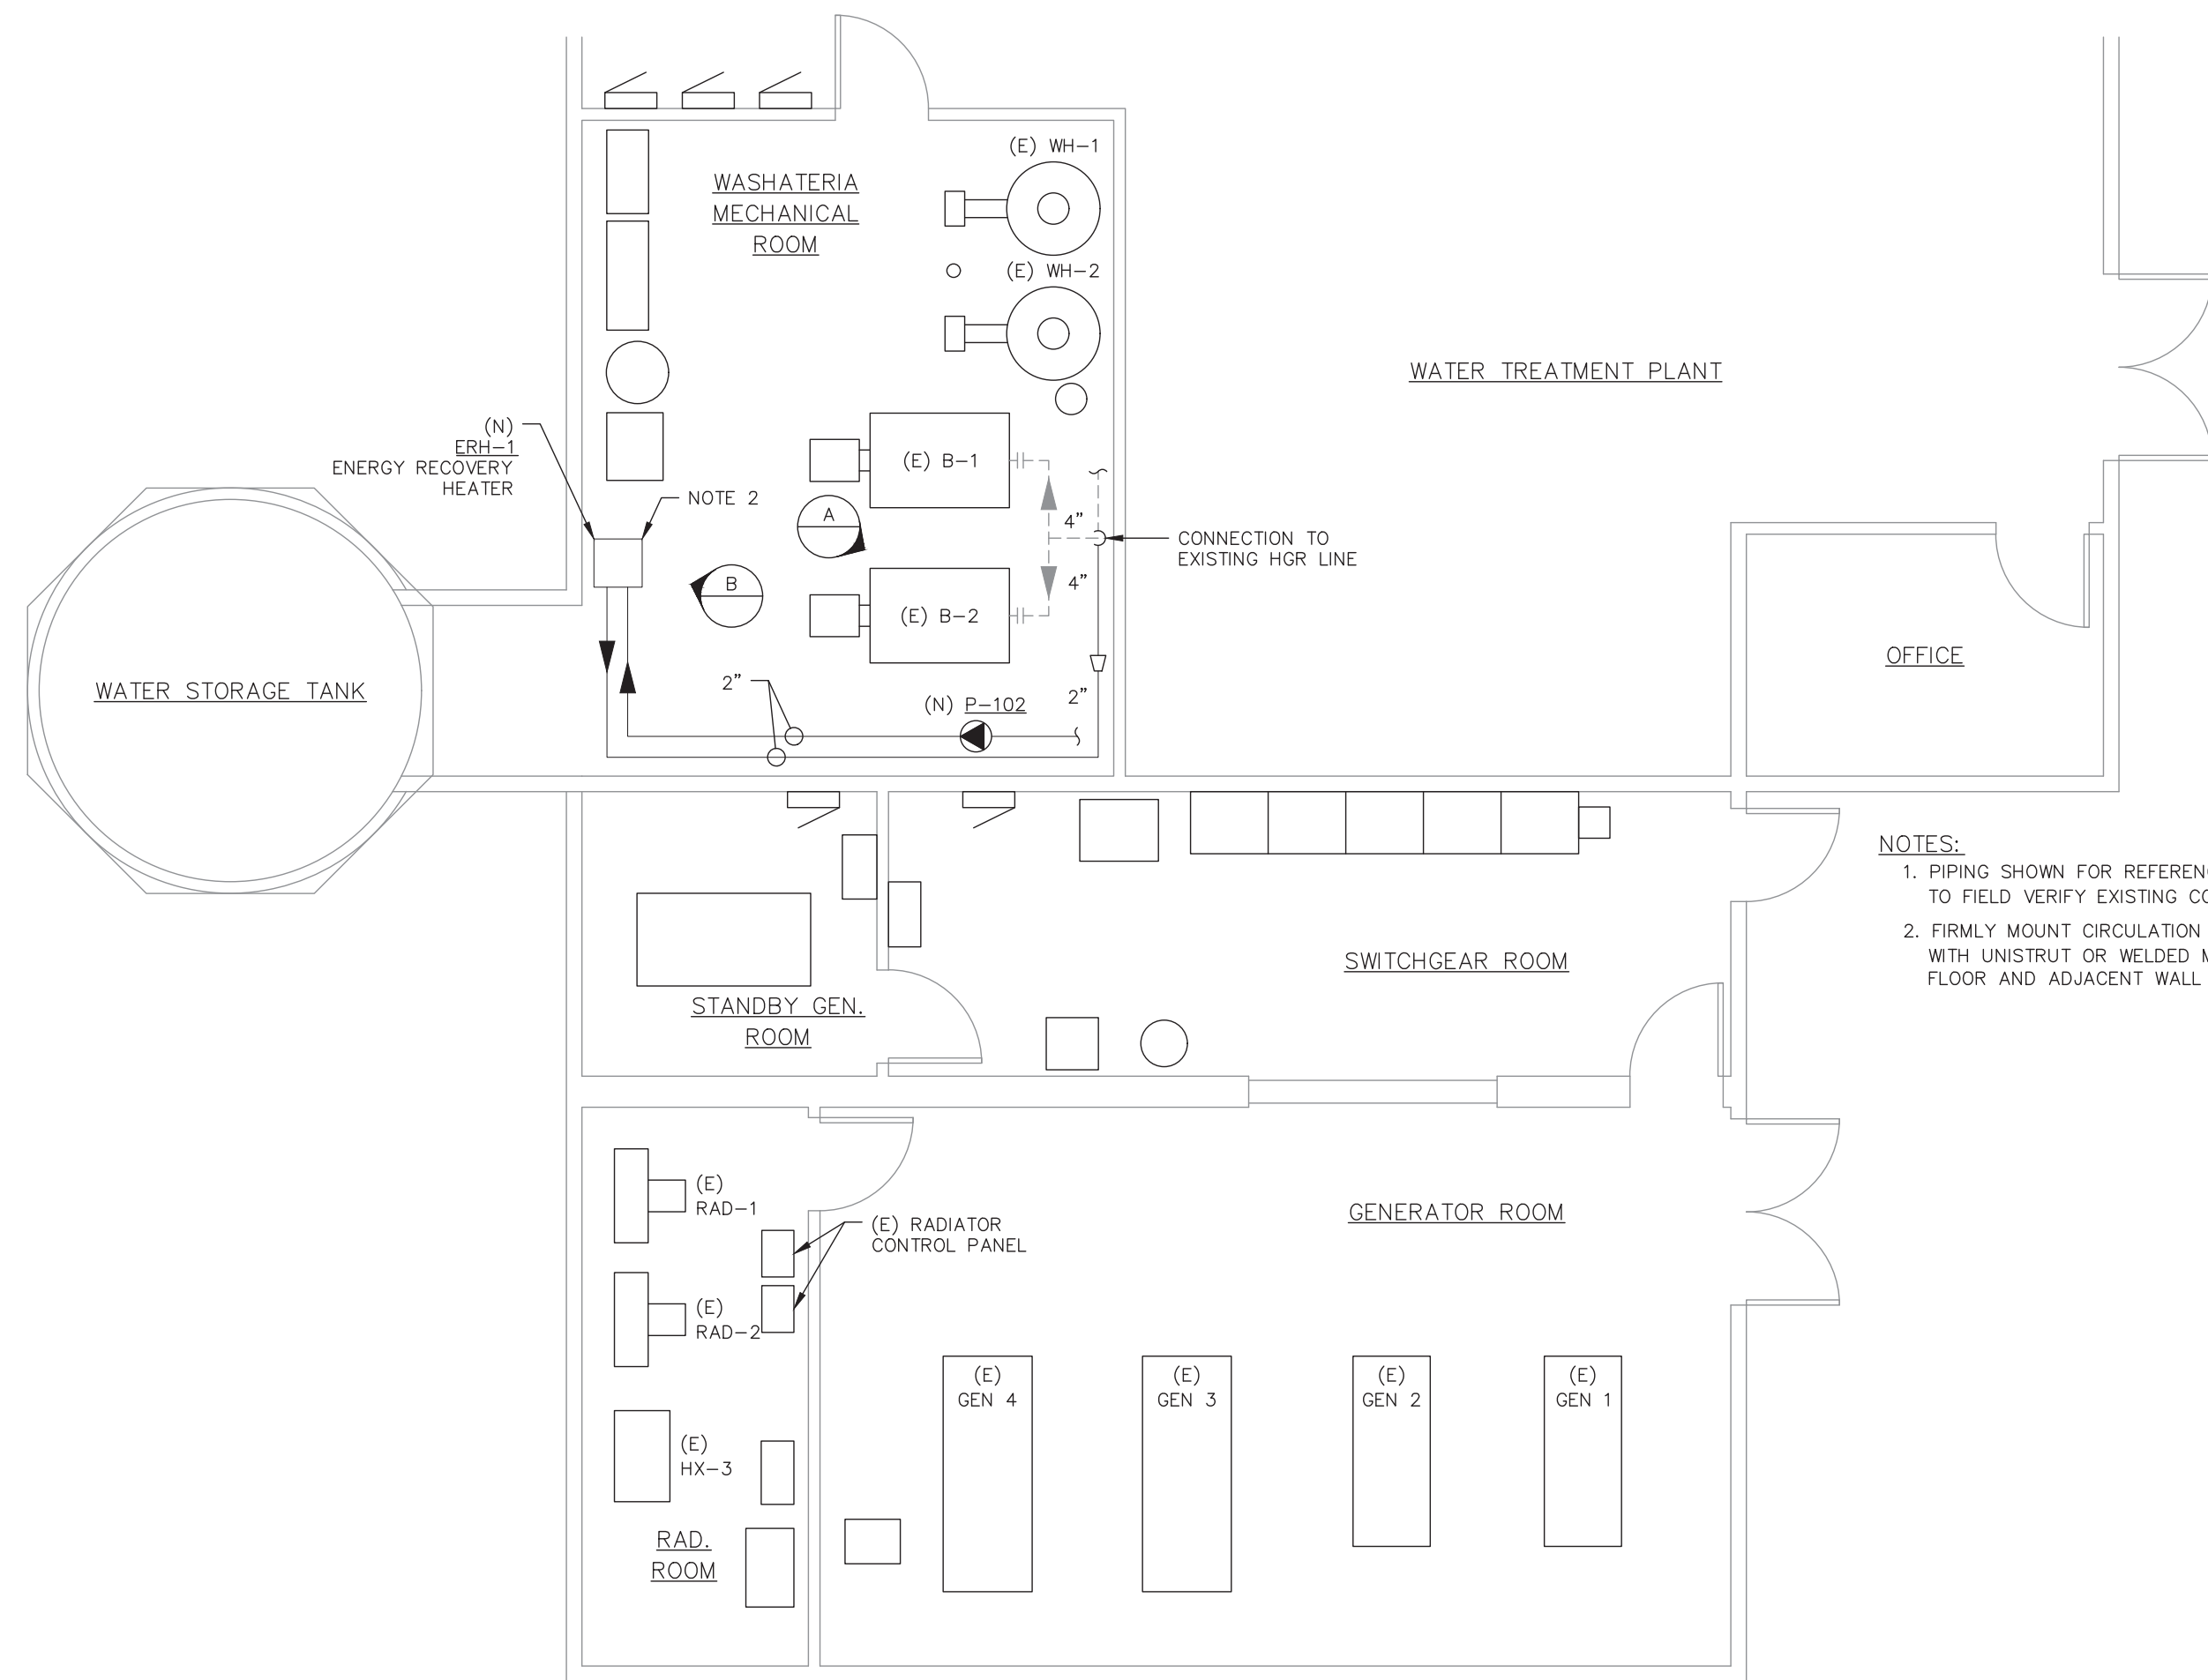 WASHATERIA
MECHANICAL
ROOM
(E) WH-1
(E) WH-2
WATER TREATMENT PLANT
(N)
ERH-1
ENERGY RECOVERY
HEATER
NOTE 2
(E) B-1
A
4"
CONNECTION TO
EXISTING HGR LINE
B
4"
(E) B-2
OFFICE
WATER STORAGE TANK
2"
(N) P-102
2"
NOTES:
1. PIPING SHOWN FOR
TO FIELD VERIFY EXISTING
2. FIRMLY MOUNT CIRCULATION
WITH UNISTRUT OR WELDED
FLOOR AND ADJACENT WALL
SWITCHGEAR ROOM
STANDBY GEN.
ROOM
(E)
RAD-1
(E) RADIATOR
CONTROL PANEL
GENERATOR ROOM
(E)
RAD-2
(E)
GEN 4
(E)
GEN 3
(E)
GEN 2
(E)
GEN 1
(E)
HX-3
RAD.
ROOM